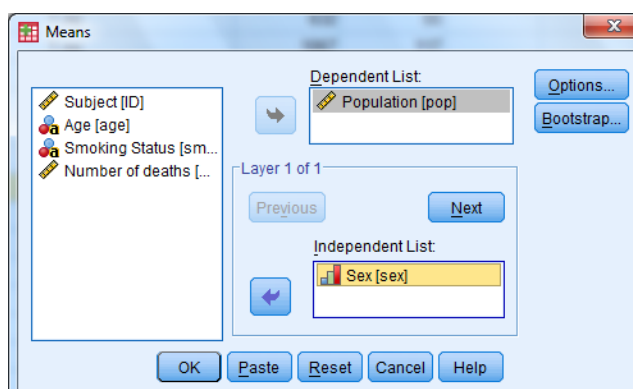 Means
Dependent List:
Subject [ID]
Age [age]
Smoking Status [sm...
Number of deaths [...
Population [pop]
Options...
Bootstrap...
Layer 1 of 1
Previous
Next
Independent List:
Sex [sex]
OK
Paste
Reset
Cancel
Help